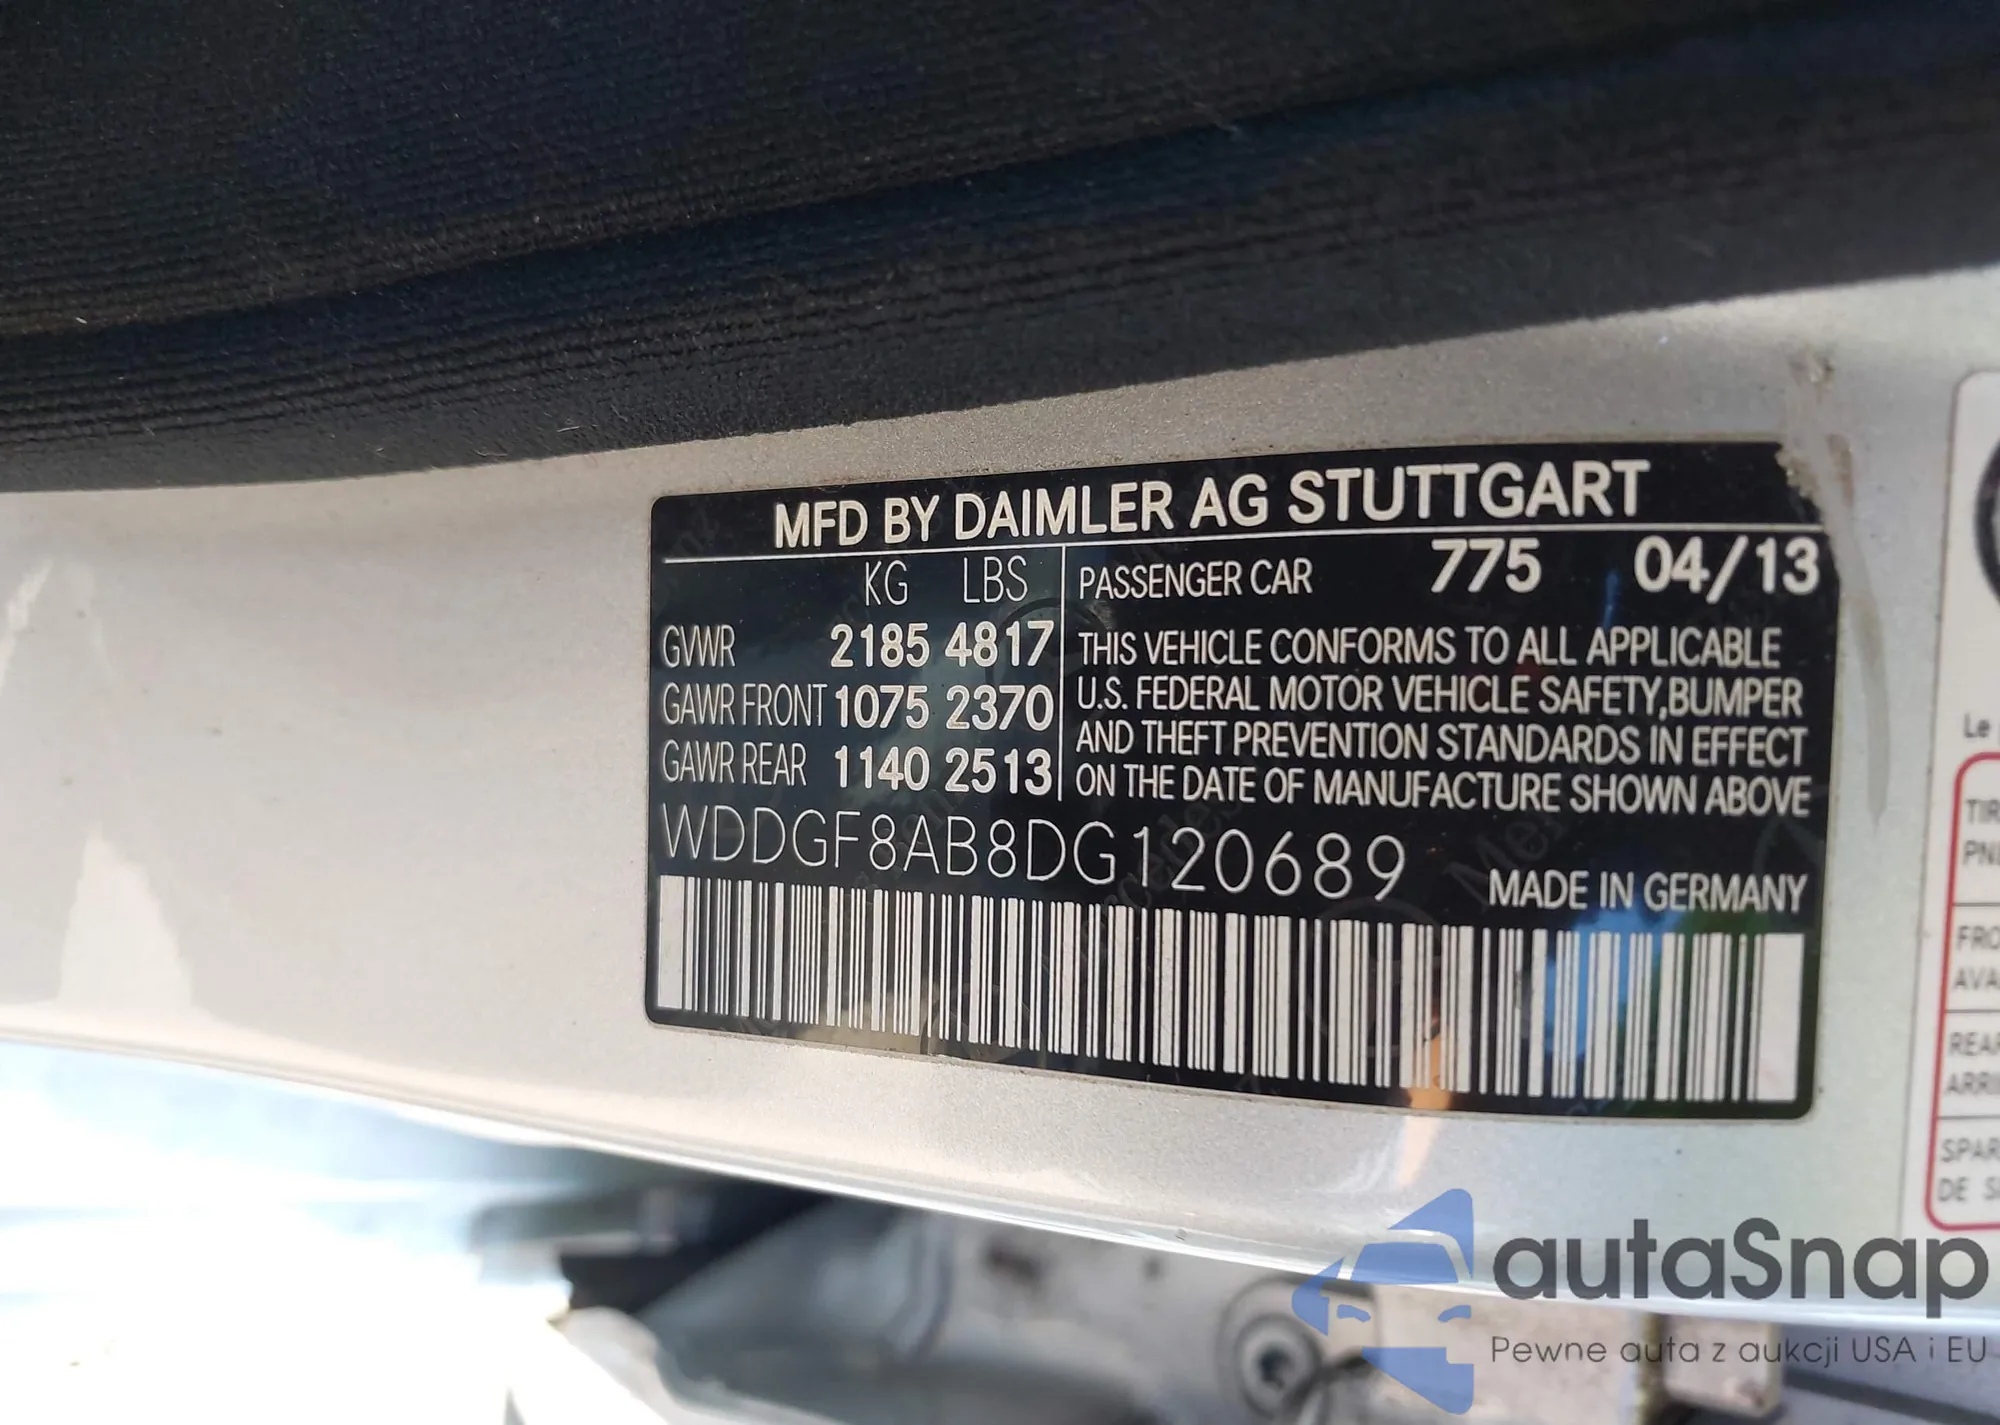 MFD BY DAIMLER AG STUTTGART
KG LBS
GVWR 2185 4817
GAWR FRONT 1075 2370
GAWR REAR 1140 2513
PASSENGER CAR 775 04/13
THIS VEHICLE CONFORMS TO ALL APPLICABLE
U.S. FEDERAL MOTOR VEHICLE SAFETY,BUMPER
AND THEFT PREVENTION STANDARDS IN EFFECT
ON THE DATE OF MANUFACTURE SHOWN ABOVE
WDDGF8AB8DG120689
MADE IN GERMANY
Le
autaSnap
Pewne auta z aukcji USA i EU